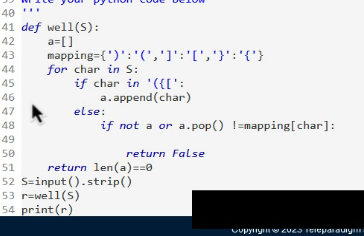 39 Write your python code below
40 '''
41 def well(S):
42 a=[]
43 mapping={')':'(',']':'[','}':'{'}
44 for char in S:
45 if char in '({[':
46 a.append(char)
47 else:
48 if not a or a.pop() !=mapping[char]:
49
50 return False
51 return len(a)==0
52 S=input().strip()
53 r=well(S)
54 print(r)
Copyright © 2023 Teleparadigm